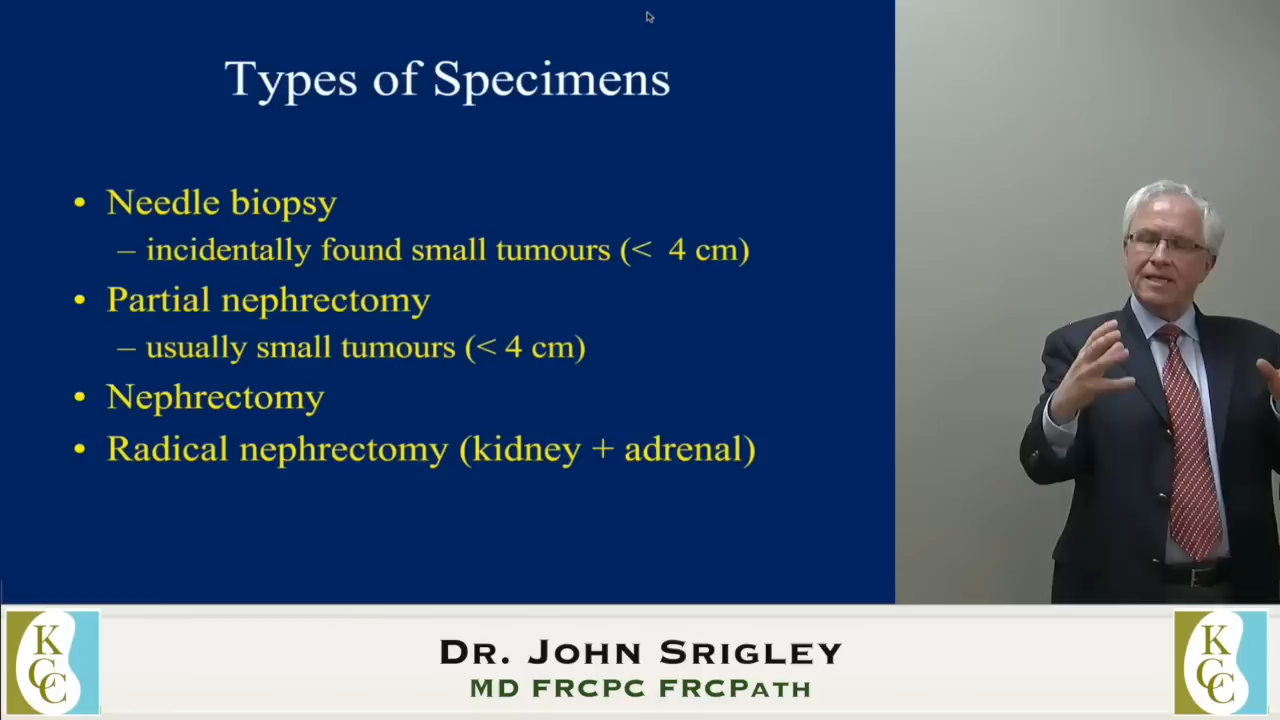 Types of Specimens
• Needle biopsy
– incidentally found small tumours (< 4 cm)
• Partial nephrectomy
– usually small tumours (< 4 cm)
• Nephrectomy
• Radical nephrectomy (kidney + adrenal)
KCC
DR. JOHN SRIGLEY
MD FRCPC FRCPATH
KCC